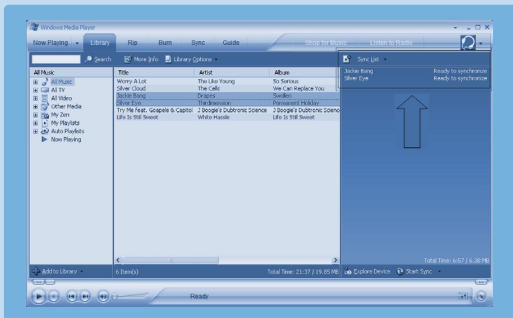 Windows Media Player
Now Playing Library Rip Burn Sync Guide Shop for Music Listen to Radio
Search More Info Library Options Sync List
All Music Title Artist Album
All Music
All TV
All Video
Other Media
My Zen
My Playlists
Auto Playlists
Now Playing
Worry A Lot The Like Young So Serious
Silver Cloud The Cells We Can Replace You
Jackie Bang Drapes Swollen
Silver Eye Thirdimension Permanent Holiday
Try Me Feat. Goapele & Capitol J Boogie's Dubtronic Science J Boogie's Dubtronic Scienc
Life Is Still Sweet White Hassle Life Is Still Sweet
Jackie Bang Ready to synchronize
Silver Eye Ready to synchronize
Total Time: 6:57 / 6.38 MB
Add to Library 6 Item(s) Total Time: 21:37 / 19.85 MB Explore Device Start Sync
Ready